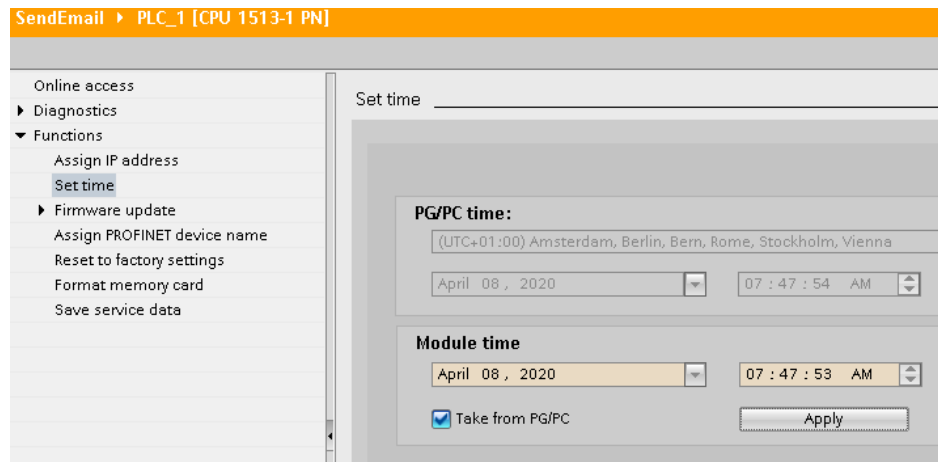 SendEmail ▸ PLC_1 [CPU 1513-1 PN]
Online access
Diagnostics
Functions
Assign IP address
Set time
Firmware update
Assign PROFINET device name
Reset to factory settings
Format memory card
Save service data
Set time
PG/PC time:
(UTC+01:00) Amsterdam, Berlin, Bern, Rome, Stockholm, Vienna
April 08 , 2020 07 : 47 : 54 AM
Module time
April 08 , 2020 07 : 47 : 53 AM
Take from PG/PC Apply